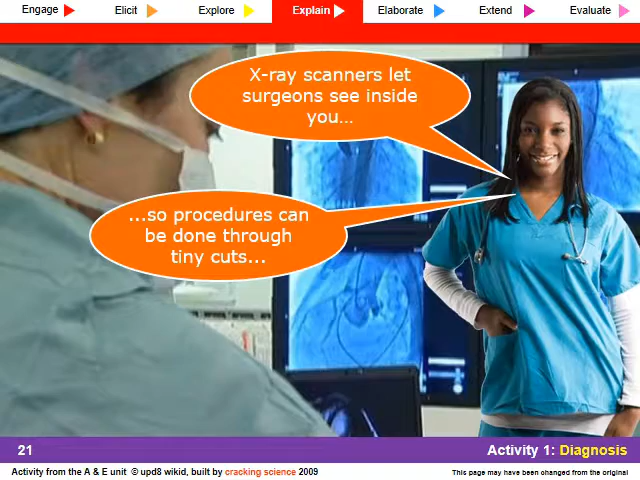 Engage Elicit Explore Explain Elaborate Extend Evaluate
X-ray scanners let
surgeons see inside
you...
...so procedures can
be done through
tiny cuts...
21 Activity 1: Diagnosis
Activity from the A & E unit © upd8 wikid, built by cracking science 2009 This page may have been changed from the original